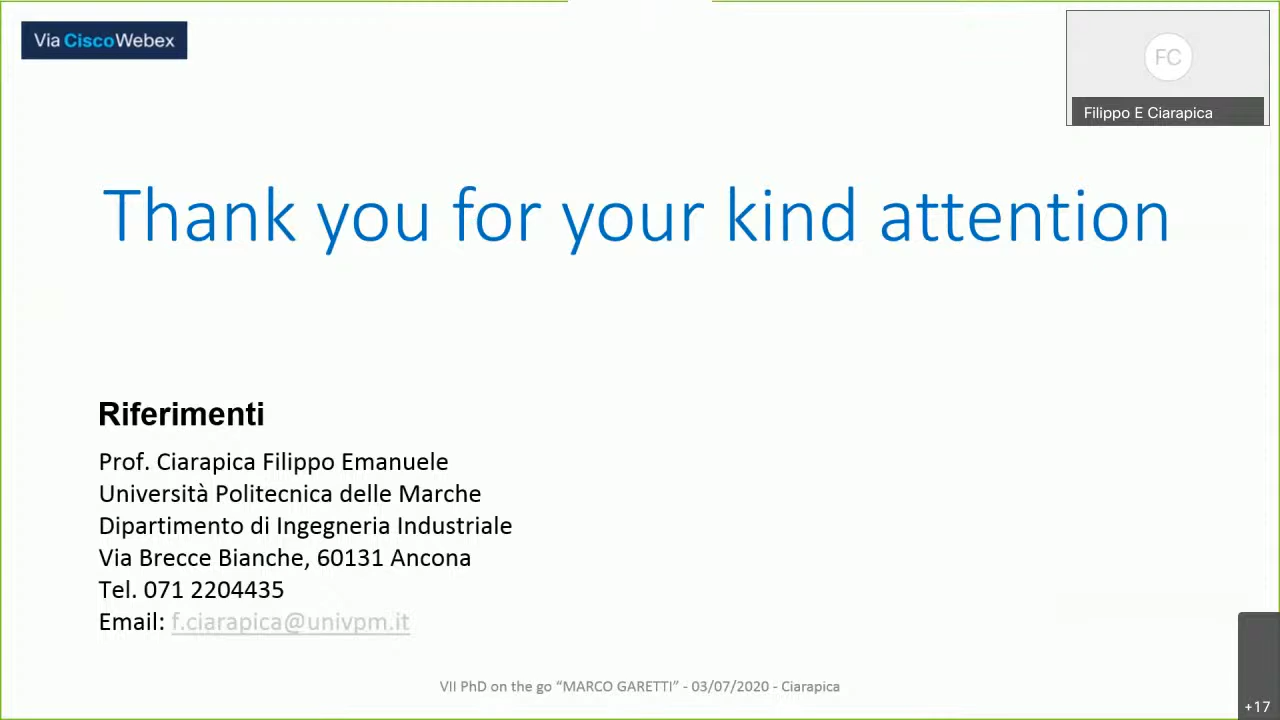 Via CiscoWebex
FC
Filippo E Ciarapica
Thank you for your kind attention
Riferimenti
Prof. Ciarapica Filippo Emanuele
Università Politecnica delle Marche
Dipartimento di Ingegneria Industriale
Via Brecce Bianche, 60131 Ancona
Tel. 071 2204435
Email: f.ciarapica@univpm.it
VII PhD on the go “MARCO GARETTI” - 03/07/2020 - Ciarapica
+17